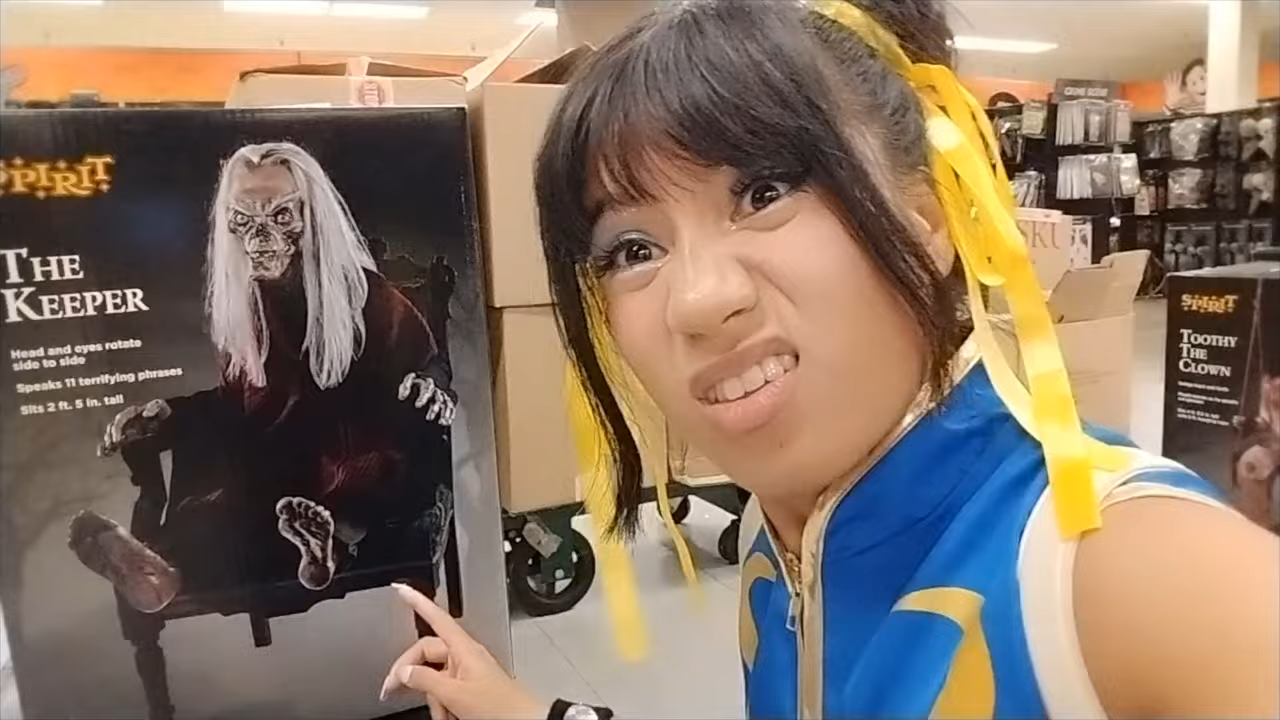 SPIRIT
THE
KEEPER
Head and eyes rotate
side to side
Speaks 11 terrifying phrases
Sits 2 ft. 5 in. tall
SKU
SPIRIT
TOOTHY
THE
CLOWN